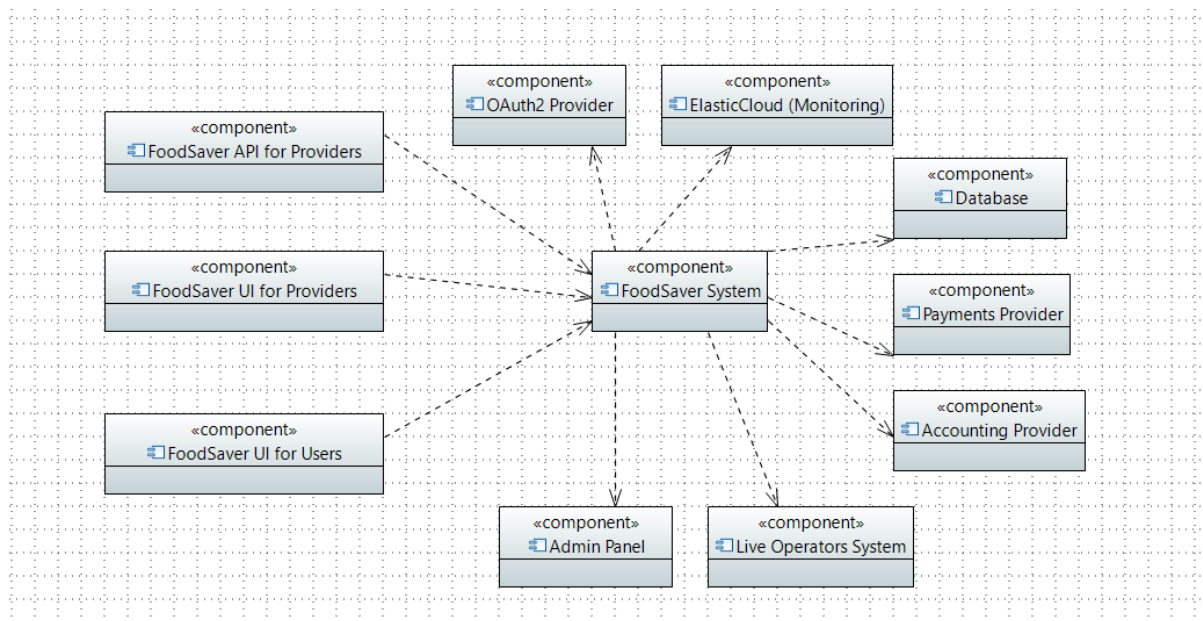 «component»
OAuth2 Provider
«component»
ElasticCloud (Monitoring)
«component»
FoodSaver API for Providers
«component»
Database
«component»
FoodSaver UI for Providers
«component»
FoodSaver System
«component»
Payments Provider
«component»
Accounting Provider
«component»
FoodSaver UI for Users
«component»
Admin Panel
«component»
Live Operators System